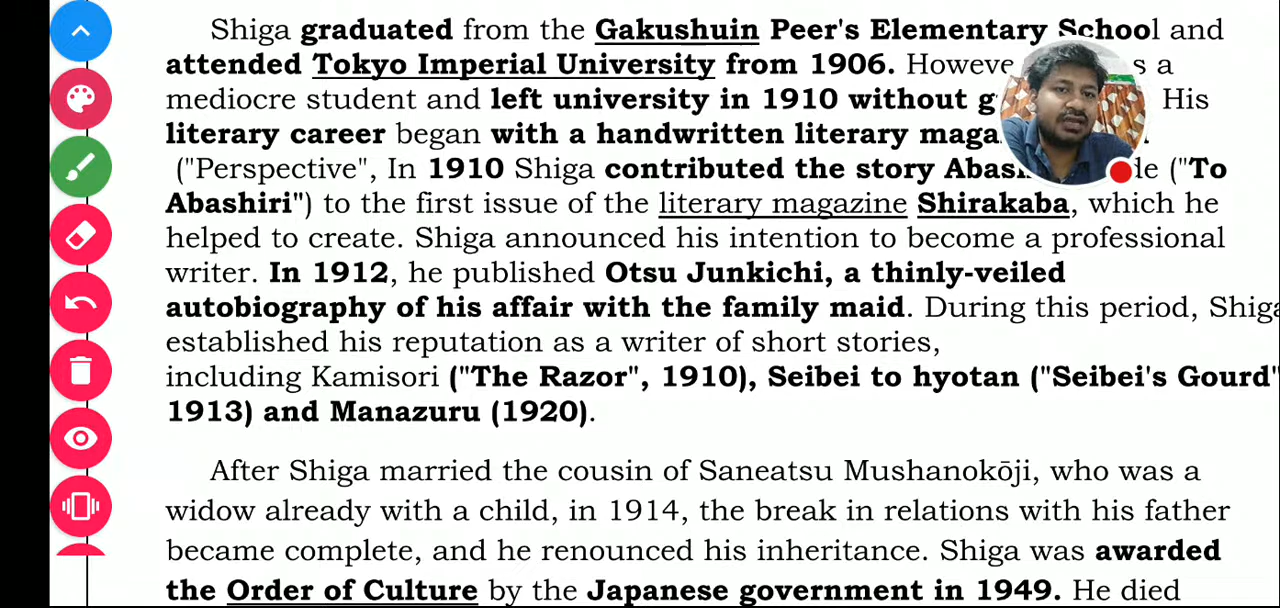 Shiga graduated from the Gakushuin Peer's Elementary School and
attended Tokyo Imperial University from 1906. Howeve s a
mediocre student and left university in 1910 without g His
literary career began with a handwritten literary maga
("Perspective", In 1910 Shiga contributed the story Abas de ("To
Abashiri") to the first issue of the literary magazine Shirakaba, which he
helped to create. Shiga announced his intention to become a professional
writer. In 1912, he published Otsu Junkichi, a thinly-veiled
autobiography of his affair with the family maid. During this period, Shiga
established his reputation as a writer of short stories,
including Kamisori ("The Razor", 1910), Seibei to hyotan ("Seibei's Gourd"
1913) and Manazuru (1920).
After Shiga married the cousin of Saneatsu Mushanokōji, who was a
widow already with a child, in 1914, the break in relations with his father
became complete, and he renounced his inheritance. Shiga was awarded
the Order of Culture by the Japanese government in 1949. He died